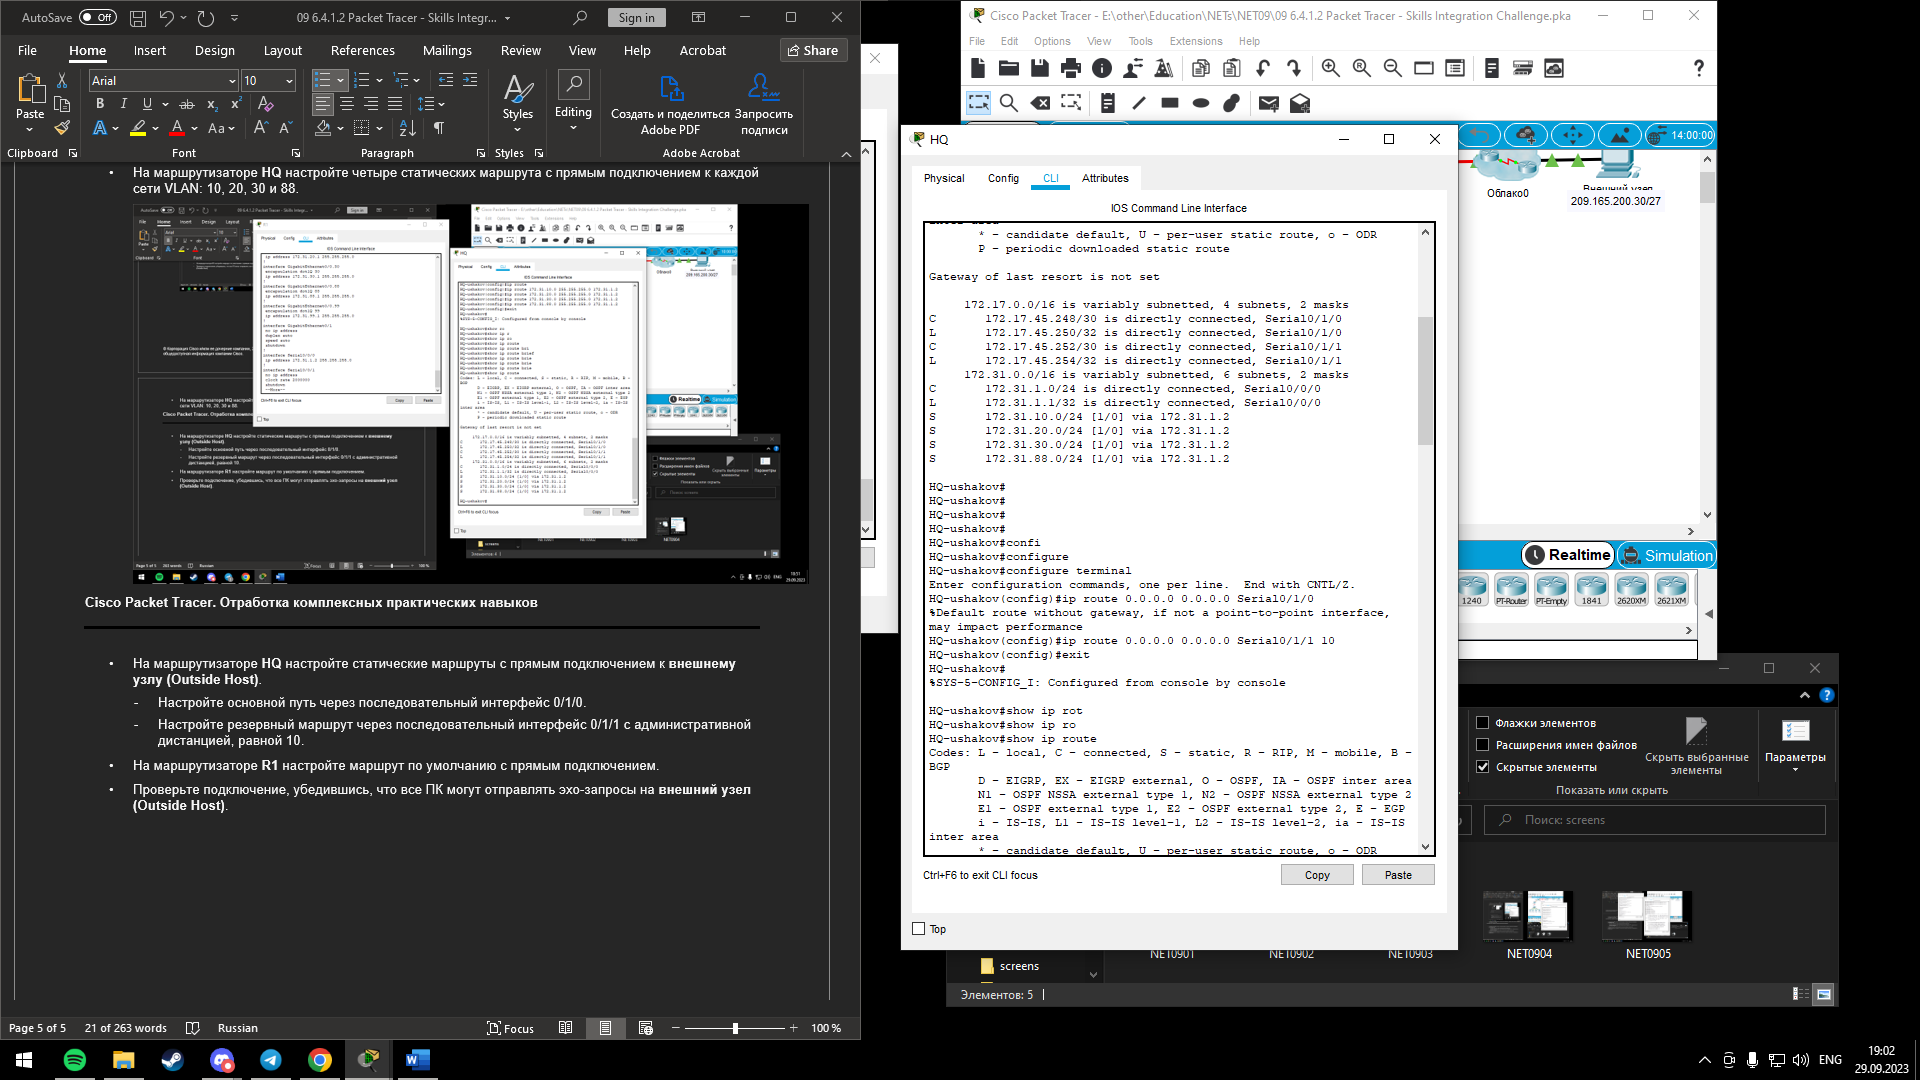 AutoSave
Off
09 6.4.1.2 Packet Tracer - Skills Integr...
Sign in
File
Home
Insert
Design
Layout
References
Mailings
Review
View
Help
Acrobat
Share
Paste
Arial
10
B I U ab x₂ x²
Aa
Styles
Editing
Создать и поделиться
Adobe PDF
Запросить
подписи
Clipboard
Font
Paragraph
Styles
Adobe Acrobat
• На маршрутизаторе HQ настройте четыре статических маршрута с прямым подключением к каждой
сети VLAN: 10, 20, 30 и 88.
Cisco Packet Tracer. Отработка комплексных практических навыков
• На маршрутизаторе HQ настройте статические маршруты с прямым подключением к внешнему
узлу (Outside Host).
- Настройте основной путь через последовательный интерфейс 0/1/0.
- Настройте резервный маршрут через последовательный интерфейс 0/1/1 с административной
дистанцией, равной 10.
• На маршрутизаторе R1 настройте маршрут по умолчанию с прямым подключением.
• Проверьте подключение, убедившись, что все ПК могут отправлять эхо-запросы на внешний узел
(Outside Host).
Page 5 of 5
21 of 263 words
Russian
Focus
100 %
Cisco Packet Tracer - E:\other\Education\NETs\NET09\09 6.4.1.2 Packet Tracer - Skills Integration Challenge.pka
File
Edit
Options
View
Tools
Extensions
Help
?
14:00:00
Облако0
Внешний узел
209.165.200.30/27
Realtime
Simulation
1240
PT-Router
PT-Empty
1841
2620XM
2621XM
HQ
Physical
Config
CLI
Attributes
IOS Command Line Interface
inter area
* - candidate default, U - per-user static route, o - ODR
P - periodic downloaded static route
Gateway of last resort is not set
172.17.0.0/16 is variably subnetted, 4 subnets, 2 masks
C 172.17.45.248/30 is directly connected, Serial0/1/0
L 172.17.45.250/32 is directly connected, Serial0/1/0
C 172.17.45.252/30 is directly connected, Serial0/1/1
L 172.17.45.254/32 is directly connected, Serial0/1/1
172.31.0.0/16 is variably subnetted, 6 subnets, 2 masks
C 172.31.1.0/24 is directly connected, Serial0/0/0
L 172.31.1.1/32 is directly connected, Serial0/0/0
S 172.31.10.0/24 [1/0] via 172.31.1.2
S 172.31.20.0/24 [1/0] via 172.31.1.2
S 172.31.30.0/24 [1/0] via 172.31.1.2
S 172.31.88.0/24 [1/0] via 172.31.1.2
HQ-ushakov#
HQ-ushakov#
HQ-ushakov#
HQ-ushakov#
HQ-ushakov#confi
HQ-ushakov#configure
HQ-ushakov#configure terminal
Enter configuration commands, one per line. End with CNTL/Z.
HQ-ushakov(config)#ip route 0.0.0.0 0.0.0.0 Serial0/1/0
%Default route without gateway, if not a point-to-point interface,
may impact performance
HQ-ushakov(config)#ip route 0.0.0.0 0.0.0.0 Serial0/1/1 10
HQ-ushakov(config)#exit
HQ-ushakov#
%SYS-5-CONFIG_I: Configured from console by console
HQ-ushakov#show ip rot
HQ-ushakov#show ip ro
HQ-ushakov#show ip route
Codes: L - local, C - connected, S - static, R - RIP, M - mobile, B -
BGP
D - EIGRP, EX - EIGRP external, O - OSPF, IA - OSPF inter area
N1 - OSPF NSSA external type 1, N2 - OSPF NSSA external type 2
E1 - OSPF external type 1, E2 - OSPF external type 2, E - EGP
i - IS-IS, L1 - IS-IS level-1, L2 - IS-IS level-2, ia - IS-IS
inter area
* - candidate default, U - per-user static route, o - ODR
Ctrl+F6 to exit CLI focus
Copy
Paste
Top
Флажки элементов
Расширения имен файлов
Скрытые элементы
Скрыть выбранные
элементы
Параметры
Показать или скрыть
Поиск: screens
NET0901
NET0902
NET0903
NET0904
NET0905
screens
Элементов: 5
ENG
19:02
29.09.2023